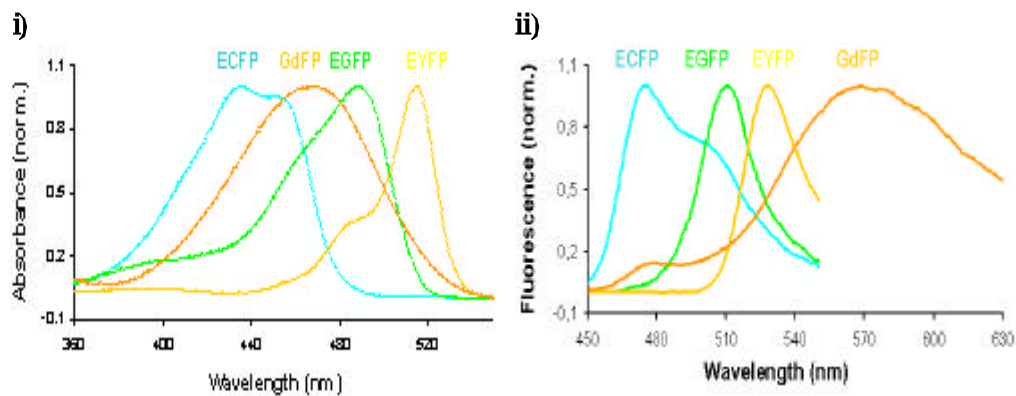 i)
ECFP GdFP EGFP EYFP
Absorbance (norm.)
1.1
0.8
0.5
0.2
-0.1
360 400 440 480 520
Wavelength (nm)
ii)
ECFP EGFP EYFP GdFP
Fluorescence (norm.)
1,1
0,8
0,5
0,2
-0,1
450 480 510 540 570 600 630
Wavelength (nm)